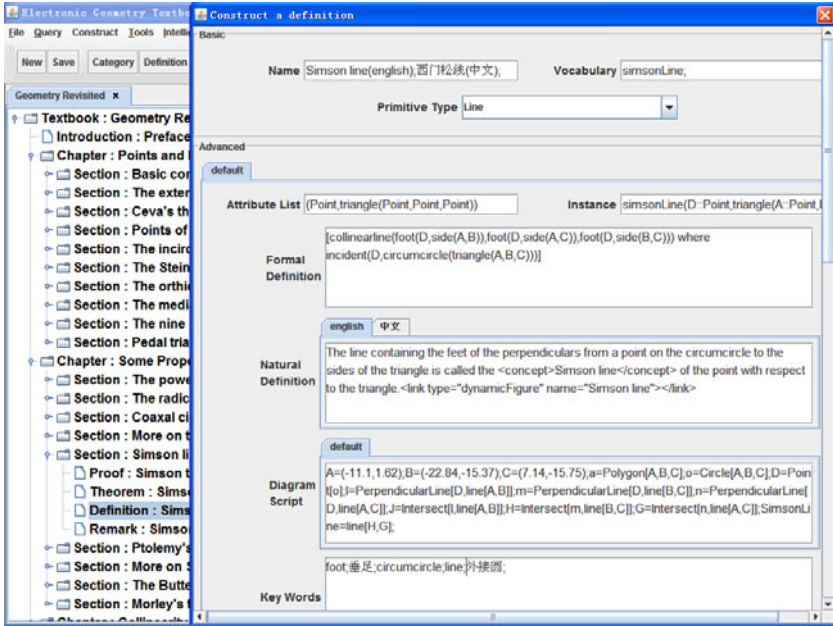 Electronic Geometry Textbo
Construct a definition
File Query Construct Tools Intelli
New Save Category Definition
Geometry Revisited
Textbook : Geometry Re
Introduction : Preface
Chapter : Points and
Section : Basic con
Section : The exter
Section : Ceva's th
Section : Points of
Section : The incirc
Section : The Stein
Section : The orthic
Section : The medi
Section : The nine
Section : Pedal tria
Chapter : Some Prope
Section : The powe
Section : The radic
Section : Coaxal ci
Section : More on t
Section : Simson li
Proof : Simson t
Theorem : Simso
Definition : Sims
Remark : Simso
Section : Ptolemy's
Section : More on S
Section : The Butte
Section : Morley's t
Basic
Name Simson line(english);西门松线(中文); Vocabulary simsonLine;
Primitive Type Line
Advanced
default
Attribute List (Point,triangle(Point,Point,Point)) Instance simsonLine(D::Point,triangle(A::Point,
Formal Definition
[collinearline(foot(D,side(A,B)),foot(D,side(A,C)),foot(D,side(B,C))) where
incident(D,circumcircle(triangle(A,B,C)))]
english 中文
Natural Definition
The line containing the feet of the perpendiculars from a point on the circumcircle to the
sides of the triangle is called the <concept>Simson line</concept> of the point with respect
to the triangle.<link type="dynamicFigure" name="Simson line"></link>
default
Diagram Script
A=(-11.1,1.62);B=(-22.84,-15.37);C=(7.14,-15.75);a=Polygon[A,B,C];o=Circle[A,B,C];D=Poin
t[o];l=PerpendicularLine[D,line[A,B]];m=PerpendicularLine[D,line[B,C]];n=PerpendicularLine[
D,line[A,C]];J=Intersect[l,line[A,B]];H=Intersect[m,line[B,C]];G=Intersect[n,line[A,C]];SimsonLi
ne=line[H,G];
Key Words
foot;垂足;circumcircle;line;外接圆;